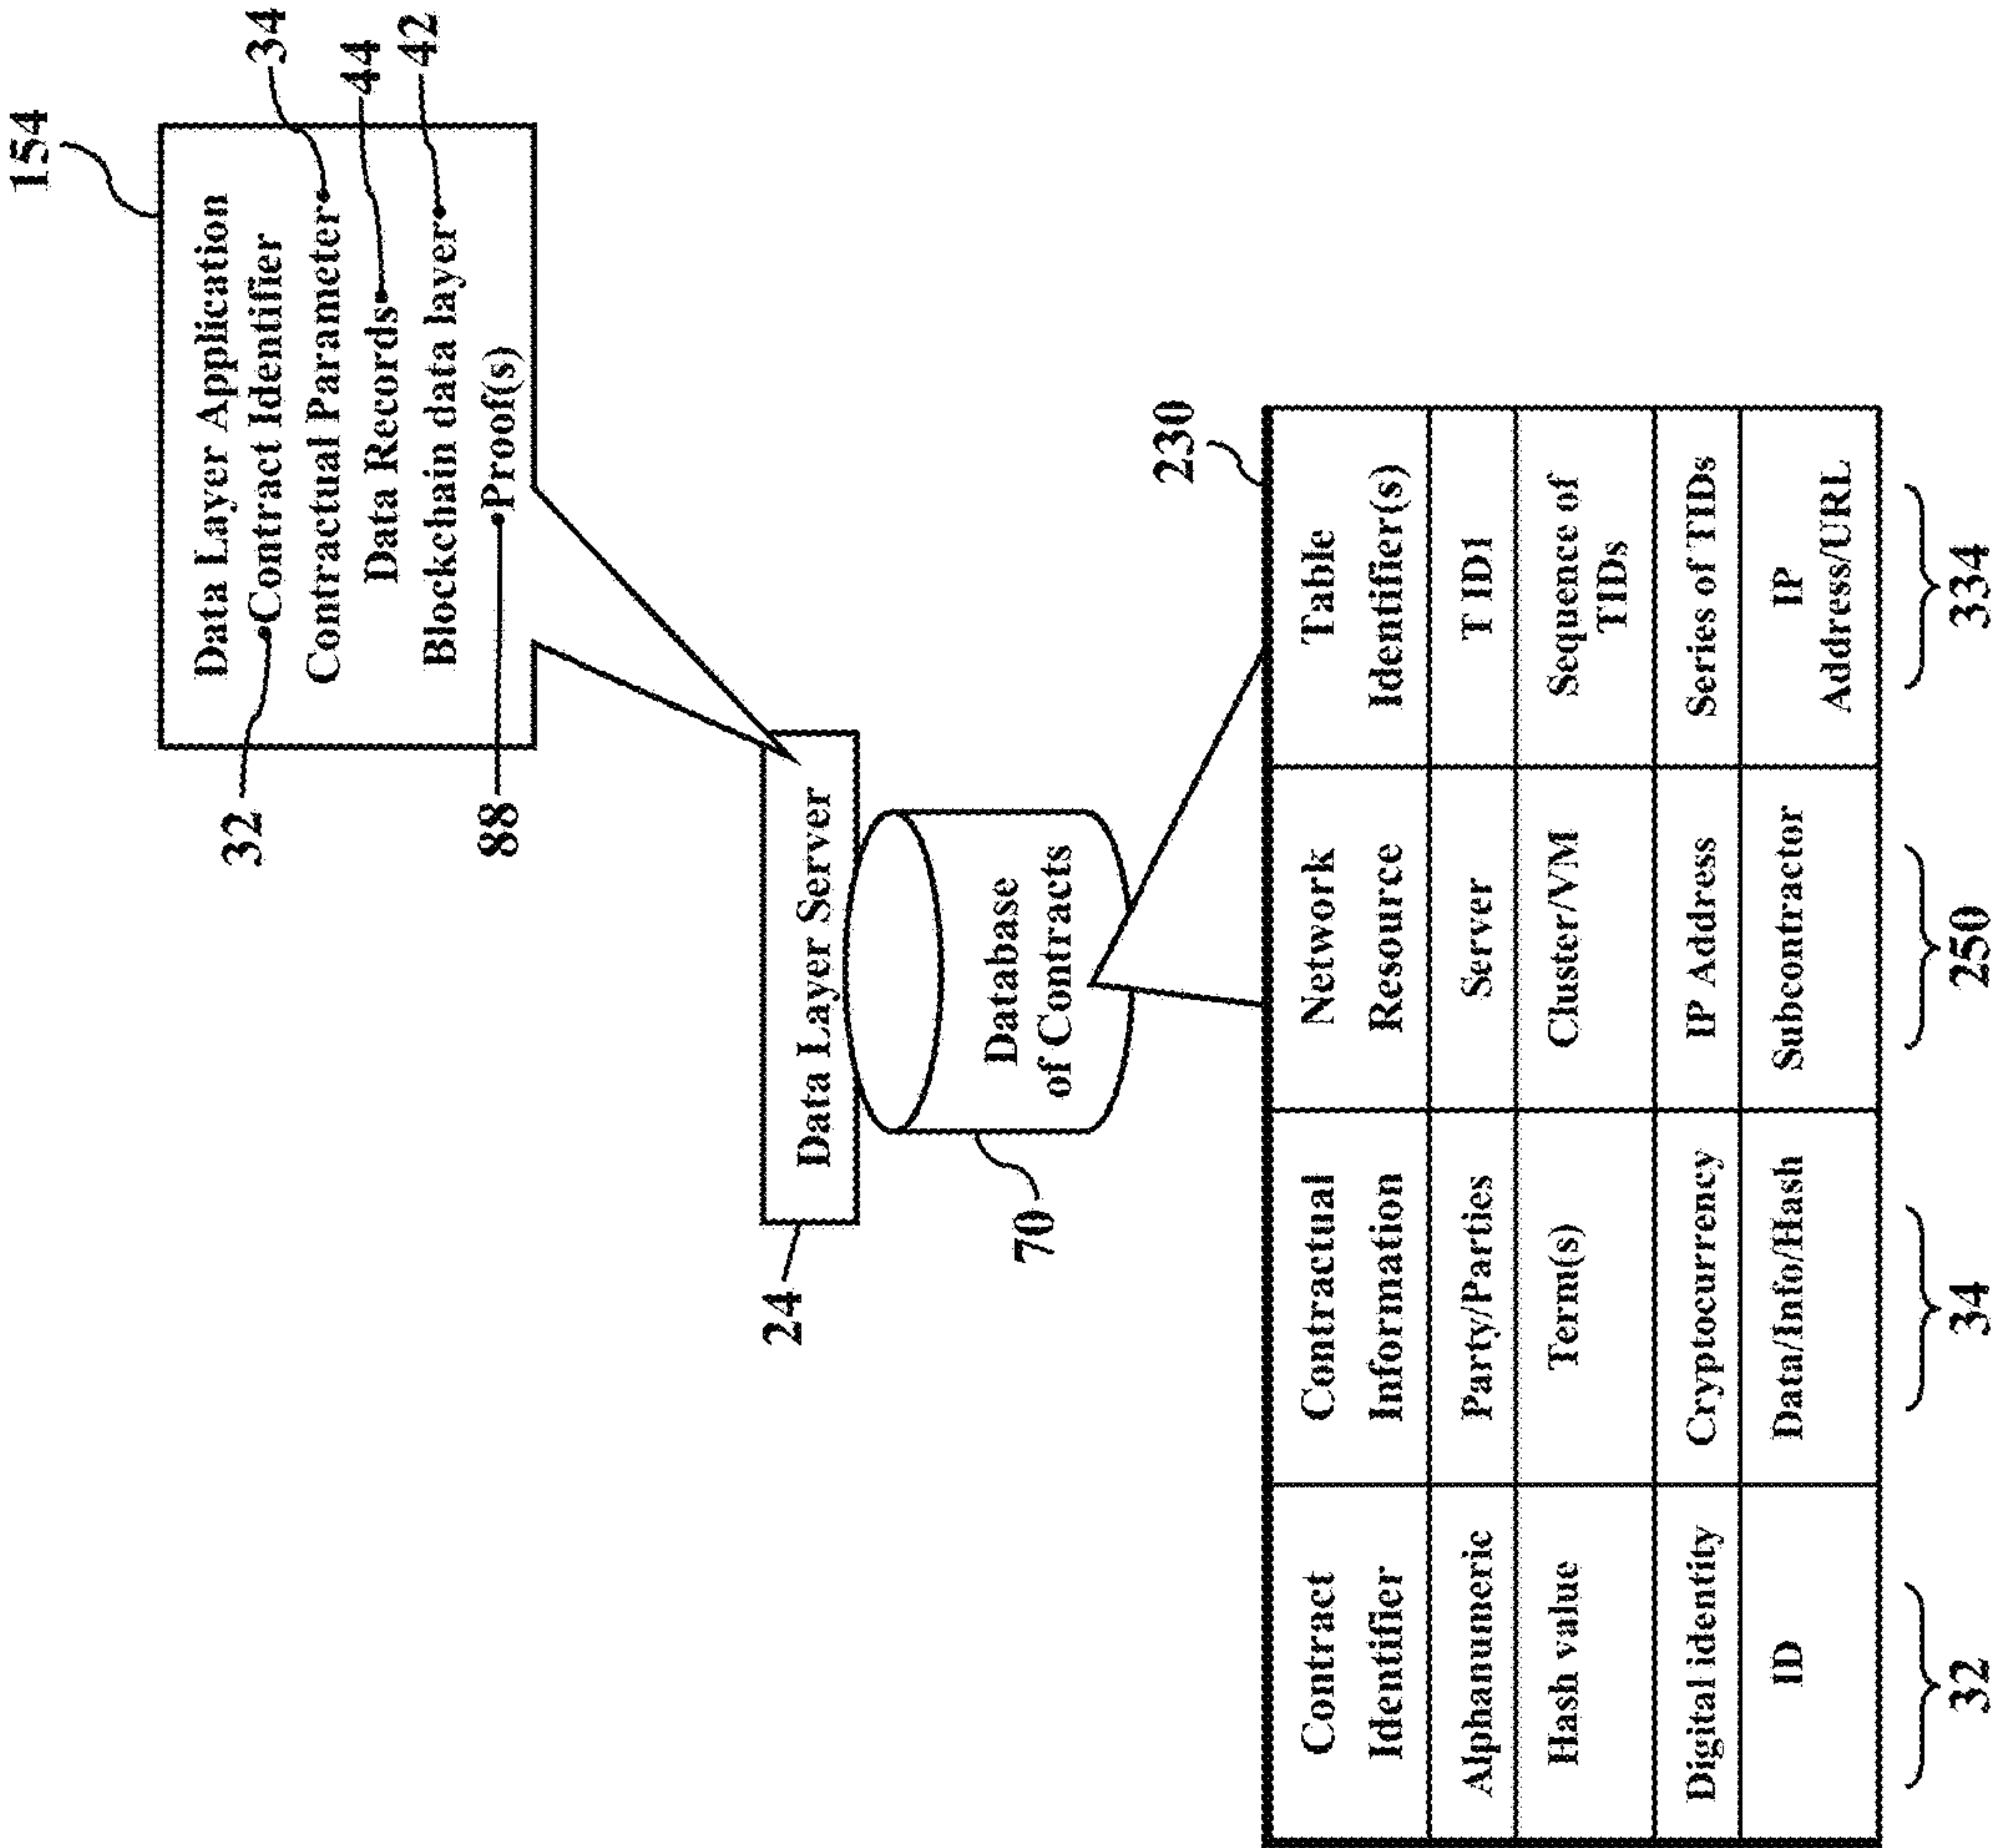 154
Data Layer Application
32
Contract Identifier
34
Contractual Parameter
44
Data Records
42
Blockchain data layer
88
Proof(s)
24
Data Layer Server
70
Database
of Contracts
230
Contract
Identifier
Contractual
Information
Network
Resource
Table
Identifier(s)
Alphanumeric
Party/Parties
Server
T ID1
Hash value
Term(s)
Cluster/VM
Sequence of
TIDs
Digital identity
Cryptocurrency
IP Address
Series of TIDs
ID
Data/Info/Hash
Subcontractor
IP
Address/URL
32
34
250
334